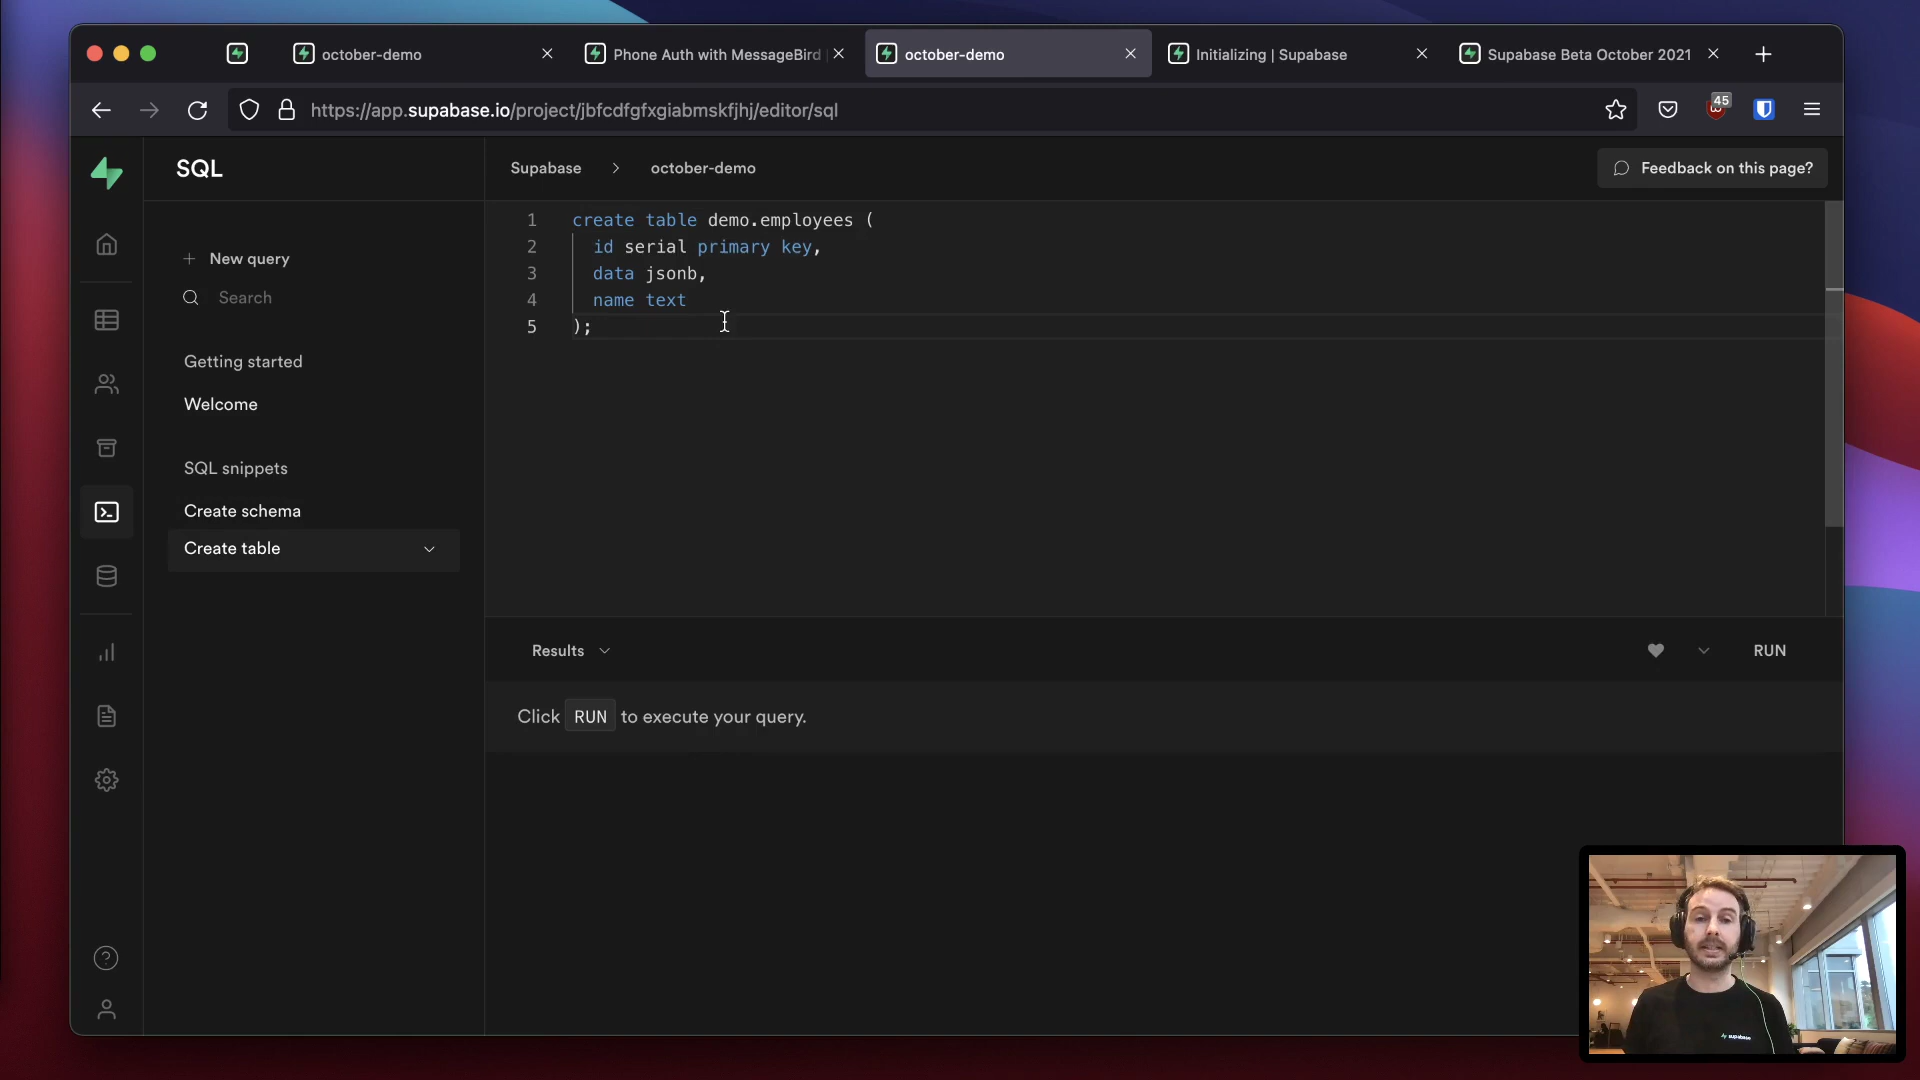 october-demo
Phone Auth with MessageBird
october-demo
Initializing | Supabase
Supabase Beta October 2021
https://app.supabase.io/project/jbfcdfgfxgiabmskfjhj/editor/sql
45
SQL
Supabase > october-demo
Feedback on this page?
New query
Search
Getting started
Welcome
SQL snippets
Create schema
Create table
1 create table demo.employees (
2 id serial primary key,
3 data jsonb,
4 name text
5 );
Results
RUN
Click RUN to execute your query.
supabase